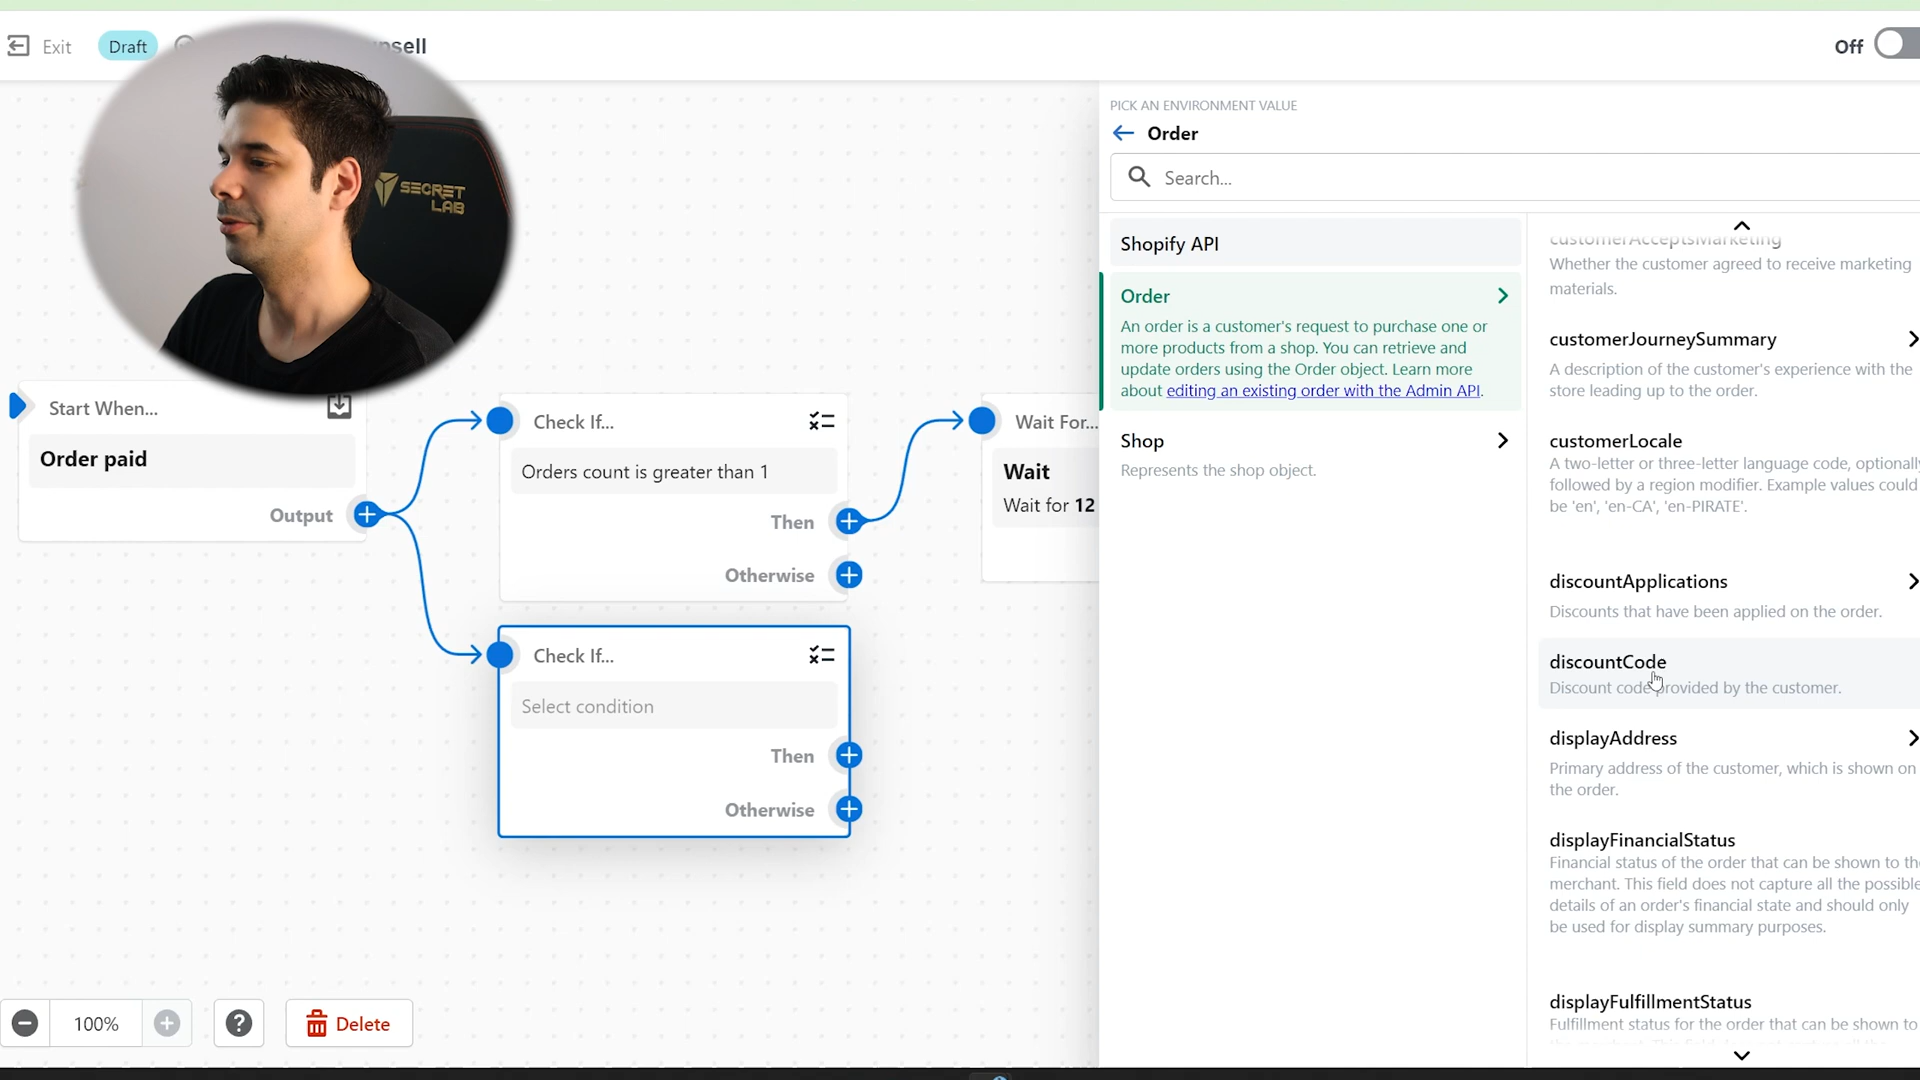 Exit
Draft
upsell
Off
SECRET
LAB
Start When...
Order paid
Output
Check If...
Orders count is greater than 1
Then
Otherwise
Wait For...
Wait
Wait for 12
Check If...
Select condition
Then
Otherwise
100%
Delete
PICK AN ENVIRONMENT VALUE
Order
Search...
Shopify API
Order
An order is a customer's request to purchase one or
more products from a shop. You can retrieve and
update orders using the Order object. Learn more
about editing an existing order with the Admin API.
Shop
Represents the shop object.
customerAcceptsMarketing
Whether the customer agreed to receive marketing
materials.
customerJourneySummary
A description of the customer's experience with the
store leading up to the order.
customerLocale
A two-letter or three-letter language code, optionally
followed by a region modifier. Example values could
be 'en', 'en-CA', 'en-PIRATE'.
discountApplications
Discounts that have been applied on the order.
discountCode
Discount code provided by the customer.
displayAddress
Primary address of the customer, which is shown on
the order.
displayFinancialStatus
Financial status of the order that can be shown to the
merchant. This field does not capture all the possible
details of an order's financial state and should only
be used for display summary purposes.
displayFulfillmentStatus
Fulfillment status for the order that can be shown to